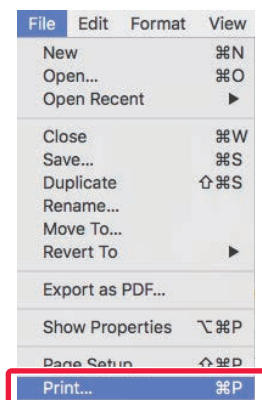 File Edit Format View
New ⌘N
Open... ⌘O
Open Recent ▶
Close ⌘W
Save... ⌘S
Duplicate ⇧⌘S
Rename...
Move To...
Revert To ▶
Export as PDF...
Show Properties ⌥⌘P
Page Setup ⇧⌘P
Print... ⌘P